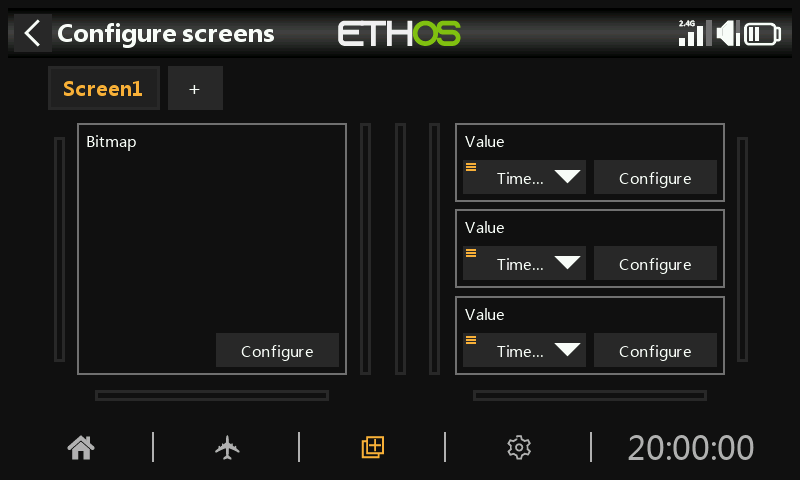 Configure screens
ETHOS
2.4G
Screen1
+
Bitmap
Configure
Value
Time...
Configure
Value
Time...
Configure
Value
Time...
Configure
20:00:00